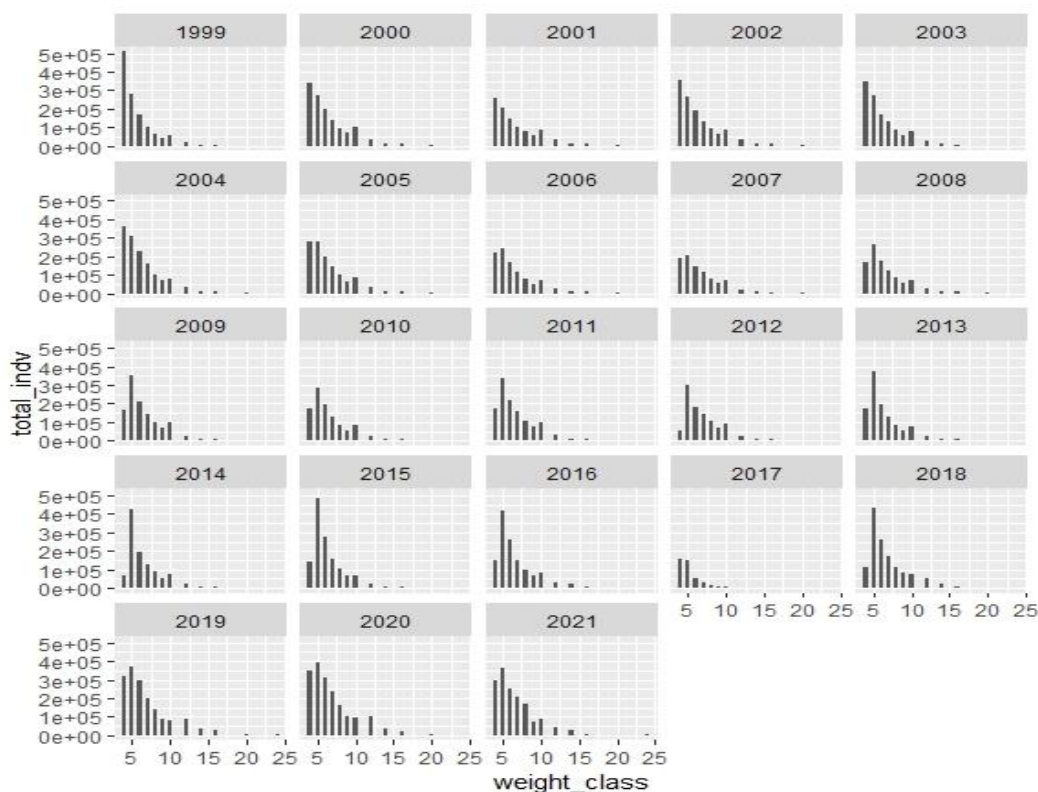 1999 2000 2001 2002 2003
5e+05
4e+05
3e+05
2e+05
1e+05
0e+00
2004 2005 2006 2007 2008
5e+05
4e+05
3e+05
2e+05
1e+05
0e+00
2009 2010 2011 2012 2013
5e+05
4e+05
3e+05
2e+05
1e+05
0e+00
total_indv
2014 2015 2016 2017 2018
5e+05
4e+05
3e+05
2e+05
1e+05
0e+00
5 10 15 20 25 5 10 15 20 25
2019 2020 2021
5e+05
4e+05
3e+05
2e+05
1e+05
0e+00
5 10 15 20 25 5 10 15 20 25 5 10 15 20 25
weight_class